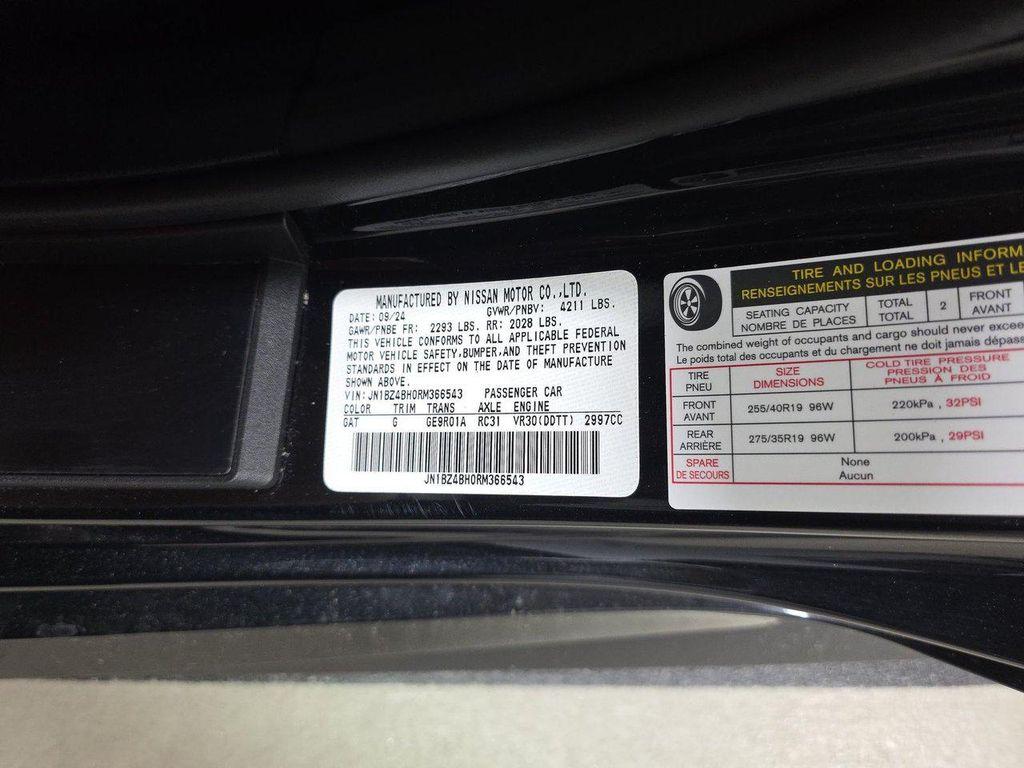 MANUFACTURED BY NISSAN MOTOR CO.,LTD.
DATE: 09/24 GVWR/PNBV: 4211 LBS.
GAWR/PNBE FR: 2293 LBS. RR: 2028 LBS.
THIS VEHICLE CONFORMS TO ALL APPLICABLE FEDERAL
MOTOR VEHICLE SAFETY,BUMPER,AND THEFT PREVENTION
STANDARDS IN EFFECT ON THE DATE OF MANUFACTURE
SHOWN ABOVE.
VIN: JN1BZ4BH0RM366543 PASSENGER CAR
COLOR TRIM TRANS AXLE ENGINE
GAT G GE9R01A RC31 VR30(DDTT) 2997CC
JN1BZ4BH0RM366543
TIRE AND LOADING INFORM
RENSEIGNEMENTS SUR LES PNEUS ET LE
SEATING CAPACITY TOTAL 2 FRONT
NOMBRE DE PLACES TOTAL AVANT
The combined weight of occupants and cargo should never excee
Le poids total des occupants et du chargement ne doit jamais dépass
TIRE SIZE COLD TIRE PRESSURE
PNEU DIMENSIONS PRESSION DES
PNEUS À FROID
FRONT 255/40R19 96W 220kPa , 32PSI
AVANT
REAR 275/35R19 96W 200kPa , 29PSI
ARRIÈRE
SPARE None
DE SECOURS Aucun